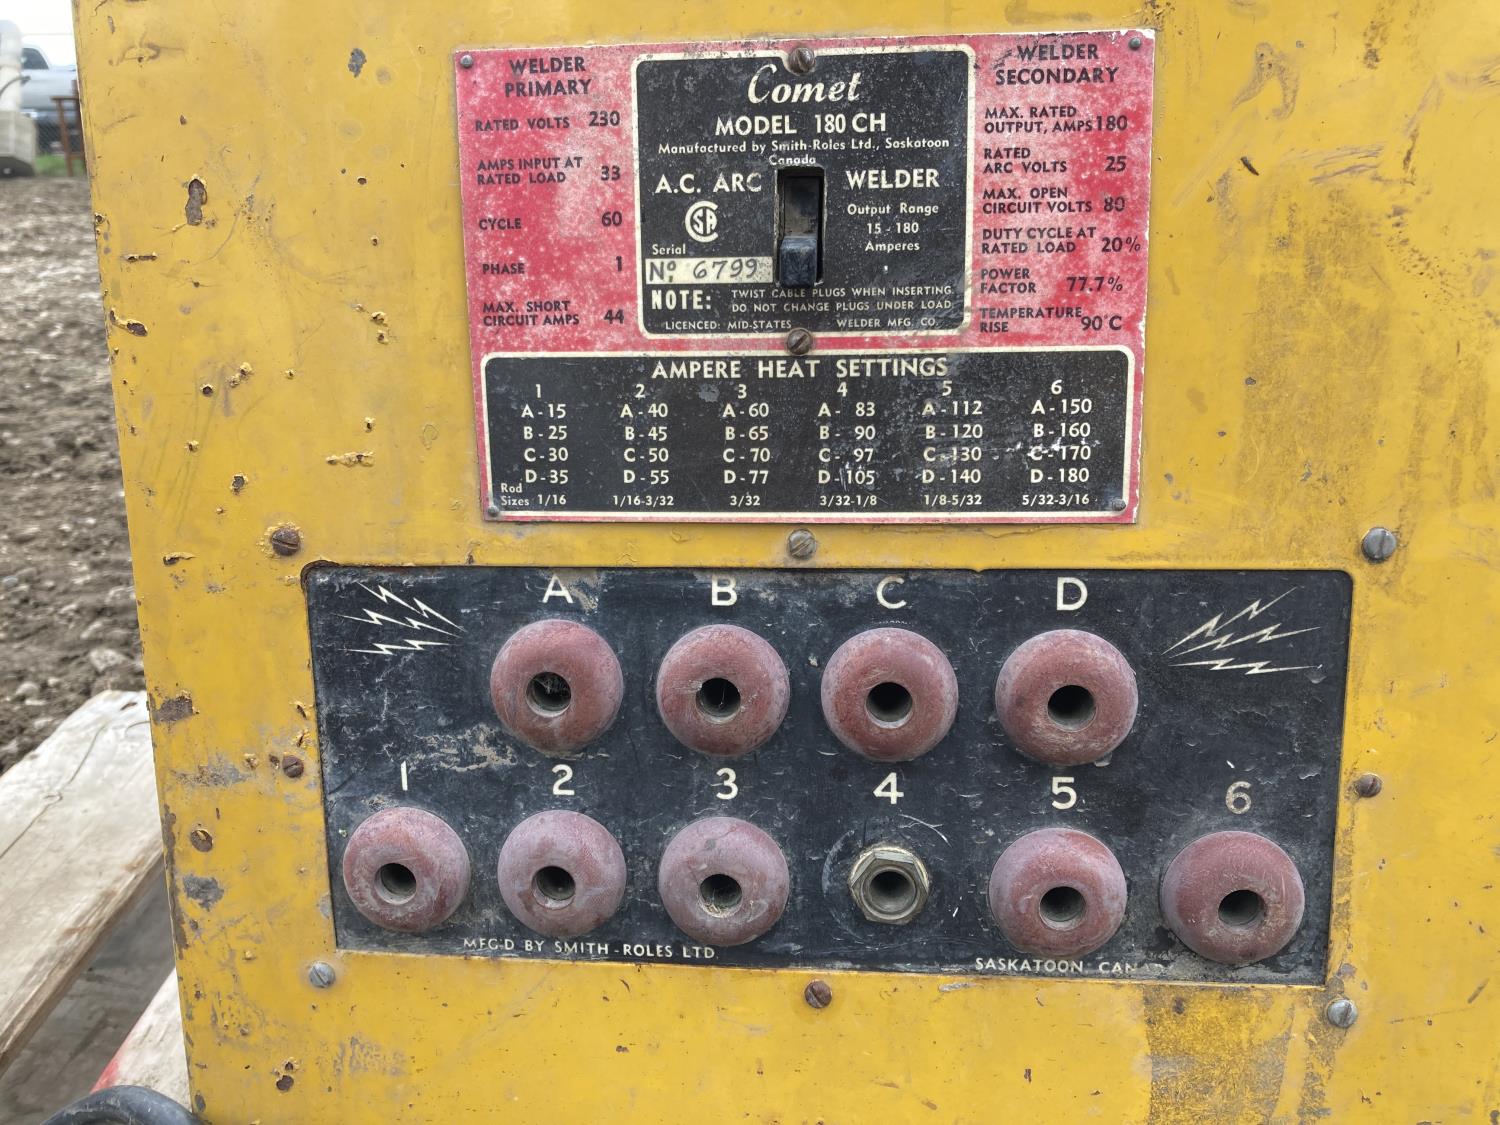 WELDER
PRIMARY
RATED VOLTS 230
AMPS INPUT AT
RATED LOAD 33
CYCLE 60
PHASE 1
MAX. SHORT
CIRCUIT AMPS 44
Comet
MODEL 180 CH
Manufactured by Smith-Roles Ltd., Saskatoon
Canada
A.C. ARC WELDER
CSA
Output Range
15 - 180
Amperes
Serial
Nº 6799
NOTE: TWIST CABLE PLUGS WHEN INSERTING.
DO NOT CHANGE PLUGS UNDER LOAD
LICENCED: MID-STATES WELDER MFG. CO.
WELDER
SECONDARY
MAX. RATED
OUTPUT, AMPS 180
RATED
ARC VOLTS 25
MAX. OPEN
CIRCUIT VOLTS 80
DUTY CYCLE AT
RATED LOAD 20%
POWER
FACTOR 77.7%
TEMPERATURE
RISE 90°C
AMPERE HEAT SETTINGS
1 2 3 4 5 6
A - 15 A - 40 A - 60 A - 83 A - 112 A - 150
B - 25 B - 45 B - 65 B - 90 B - 120 B - 160
C - 30 C - 50 C - 70 C - 97 C - 130 C - 170
D - 35 D - 55 D - 77 D - 105 D - 140 D - 180
Rod
Sizes 1/16 1/16-3/32 3/32 3/32-1/8 1/8-5/32 5/32-3/16
A B C D
1 2 3 4 5 6
MFG'D BY SMITH - ROLES LTD.
SASKATOON